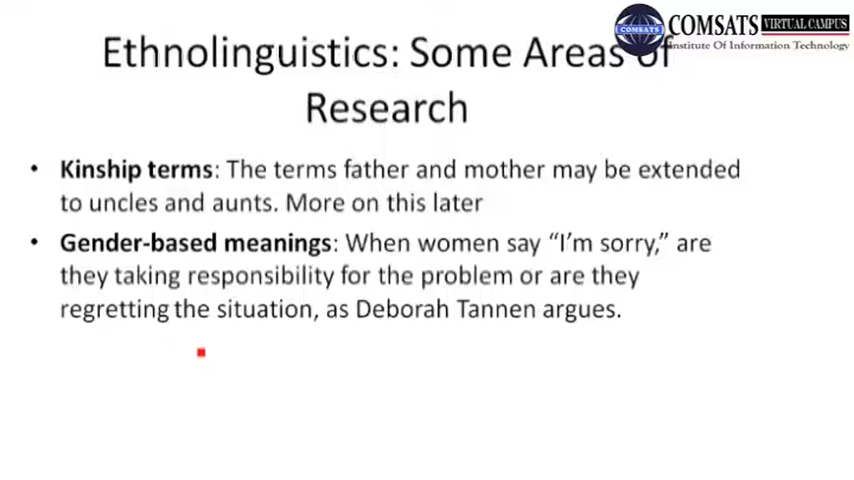 Ethnolinguistics: Some Areas of
Research
COMSATS VIRTUAL CAMPUS
Institute Of Information Technology
COMSATS
• Kinship terms: The terms father and mother may be extended
to uncles and aunts. More on this later
• Gender-based meanings: When women say “I’m sorry,” are
they taking responsibility for the problem or are they
regretting the situation, as Deborah Tannen argues.